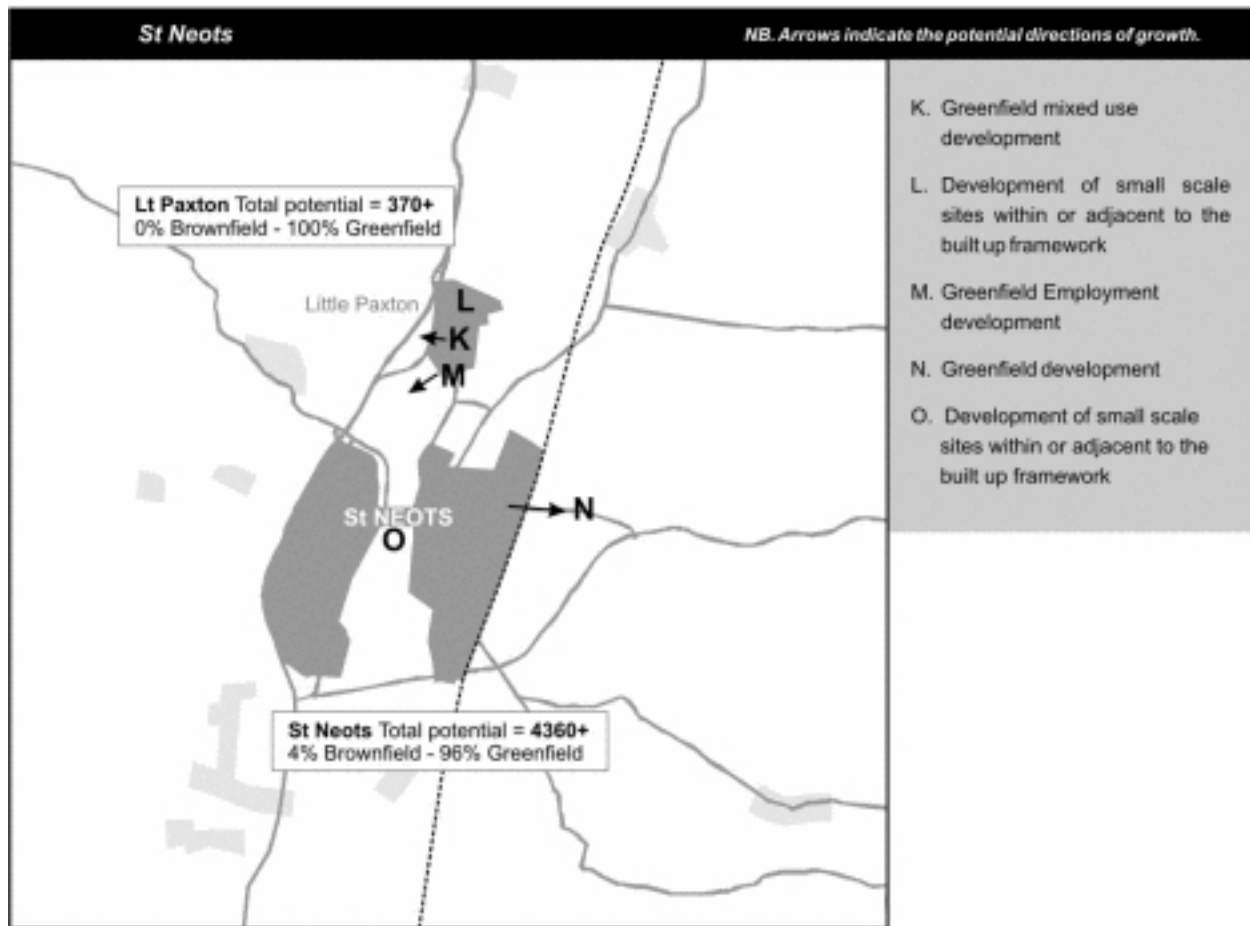 St Neots
NB. Arrows indicate the potential directions of growth.
Lt Paxton Total potential = 370+
0% Brownfield - 100% Greenfield
Little Paxton
L
K
M
St NEOTS
O
N
St Neots Total potential = 4360+
4% Brownfield - 96% Greenfield
K. Greenfield mixed use
development
L. Development of small scale
sites within or adjacent to the
built up framework
M. Greenfield Employment
development
N. Greenfield development
O. Development of small scale
sites within or adjacent to the
built up framework